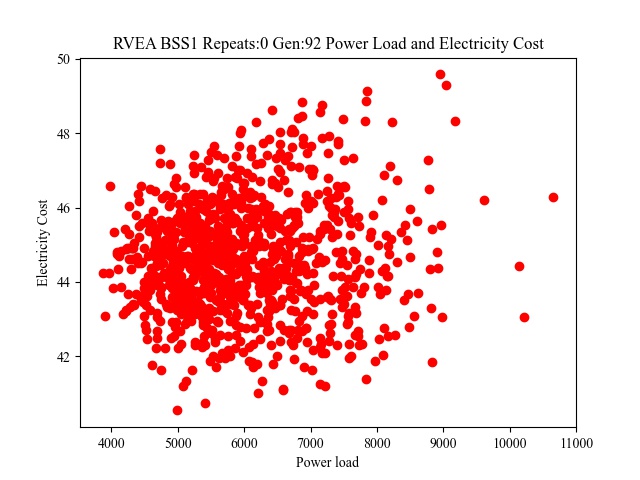 RVEA BSS1 Repeats:0 Gen:92 Power Load and Electricity Cost
50
48
46
44
42
Electricity Cost
4000 5000 6000 7000 8000 9000 10000 11000
Power load